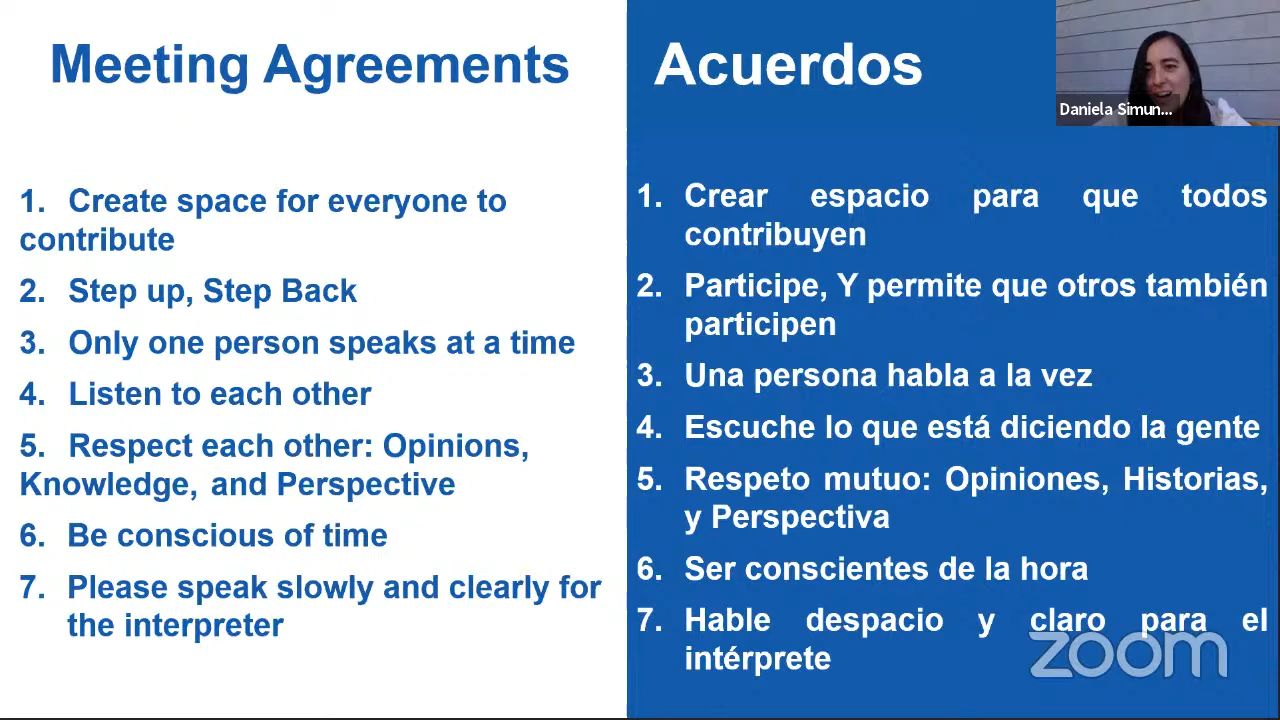 Meeting Agreements
1. Create space for everyone to
contribute
2. Step up, Step Back
3. Only one person speaks at a time
4. Listen to each other
5. Respect each other: Opinions,
Knowledge, and Perspective
6. Be conscious of time
7. Please speak slowly and clearly for
the interpreter
Acuerdos
1. Crear espacio para que todos
contribuyen
2. Participe, Y permite que otros también
participen
3. Una persona habla a la vez
4. Escuche lo que está diciendo la gente
5. Respeto mutuo: Opiniones, Historias,
y Perspectiva
6. Ser conscientes de la hora
7. Hable despacio y claro para el
intérprete
Daniela Simun...
zoom